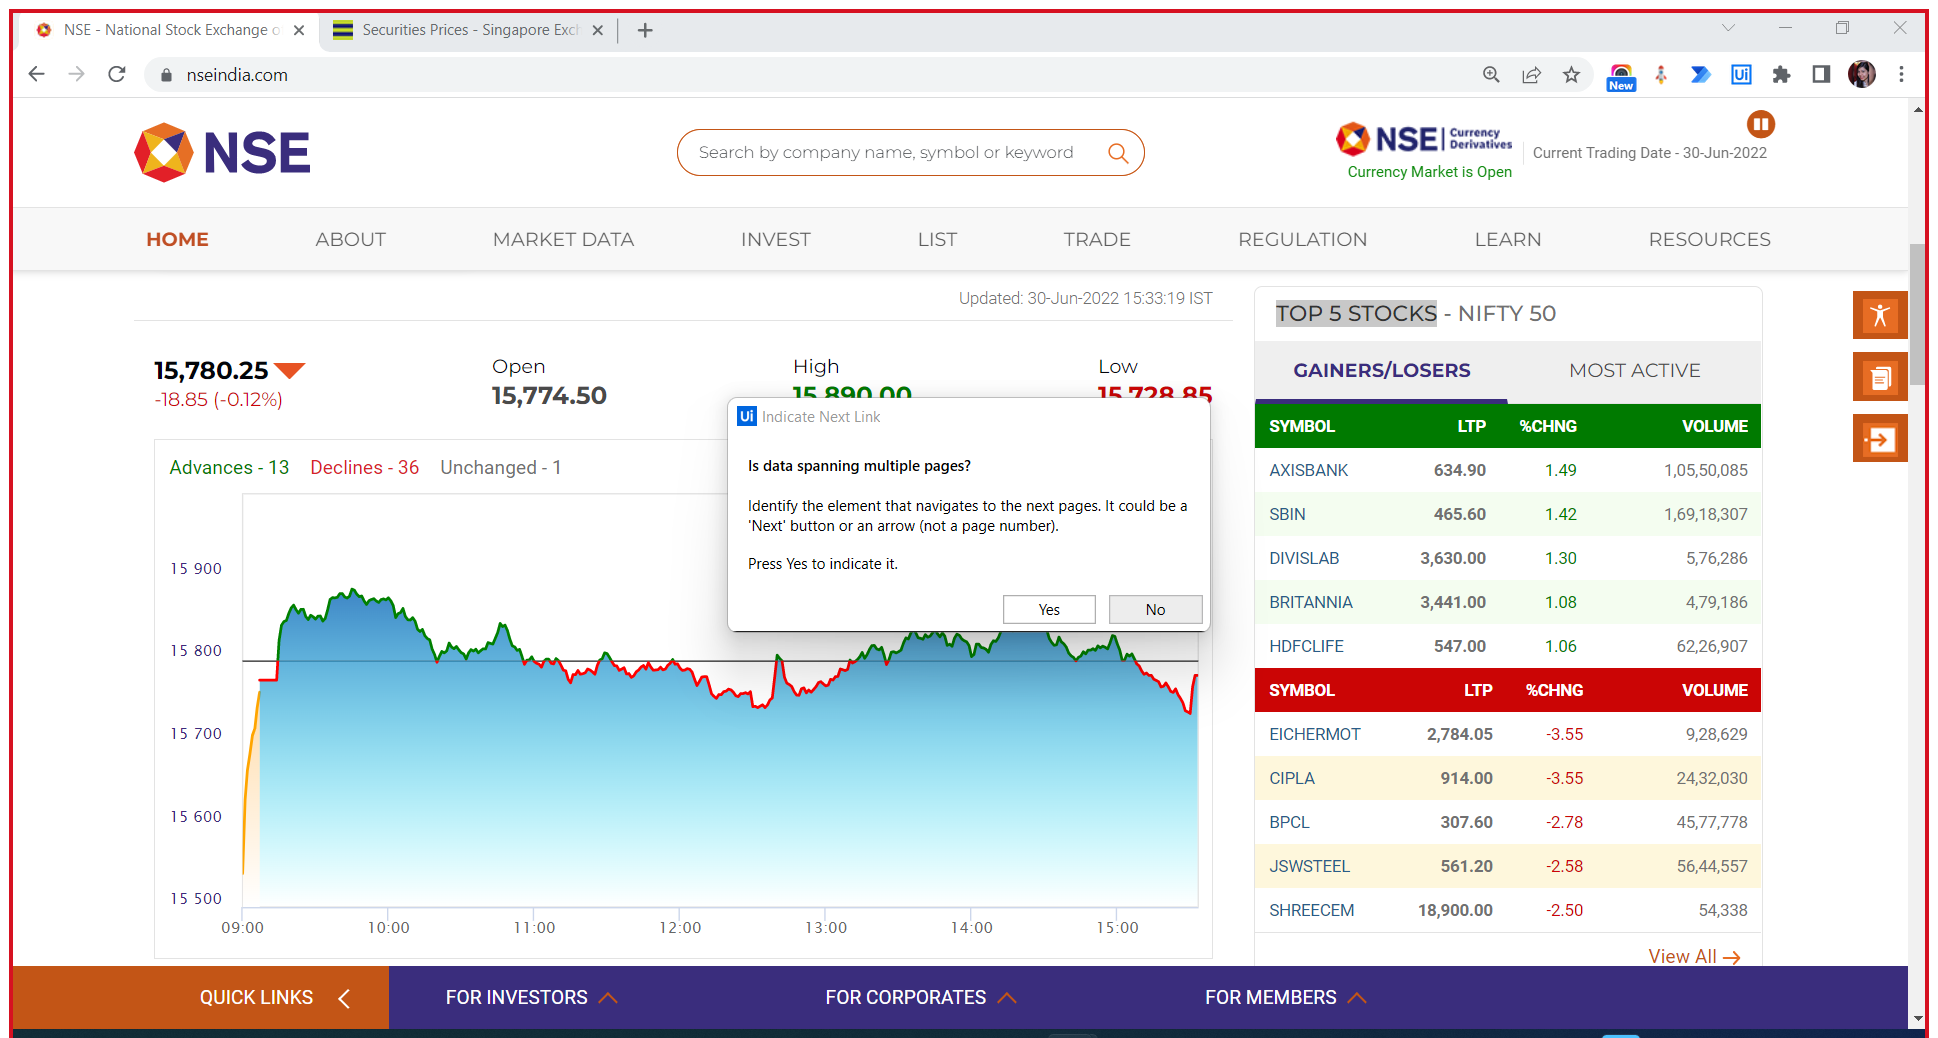 NSE - National Stock Exchange o
Securities Prices - Singapore Exch
nseindia.com
New
Ui
NSE
Search by company name, symbol or keyword
NSE Currency Derivatives
Currency Market is Open
Current Trading Date - 30-Jun-2022
HOME ABOUT MARKET DATA INVEST LIST TRADE REGULATION LEARN RESOURCES
Updated: 30-Jun-2022 15:33:19 IST
15,780.25
-18.85 (-0.12%)
Open
15,774.50
High
15,890.00
Low
15,728.85
Advances - 13 Declines - 36 Unchanged - 1
15 900
15 800
15 700
15 600
15 500
09:00 10:00 11:00 12:00 13:00 14:00 15:00
Ui Indicate Next Link
Is data spanning multiple pages?
Identify the element that navigates to the next pages. It could be a
'Next' button or an arrow (not a page number).
Press Yes to indicate it.
Yes No
TOP 5 STOCKS - NIFTY 50
GAINERS/LOSERS MOST ACTIVE
SYMBOL LTP %CHNG VOLUME
AXISBANK 634.90 1.49 1,05,50,085
SBIN 465.60 1.42 1,69,18,307
DIVISLAB 3,630.00 1.30 5,76,286
BRITANNIA 3,441.00 1.08 4,79,186
HDFCLIFE 547.00 1.06 62,26,907
SYMBOL LTP %CHNG VOLUME
EICHERMOT 2,784.05 -3.55 9,28,629
CIPLA 914.00 -3.55 24,32,030
BPCL 307.60 -2.78 45,77,778
JSWSTEEL 561.20 -2.58 56,44,557
SHREECEM 18,900.00 -2.50 54,338
View All
QUICK LINKS FOR INVESTORS FOR CORPORATES FOR MEMBERS